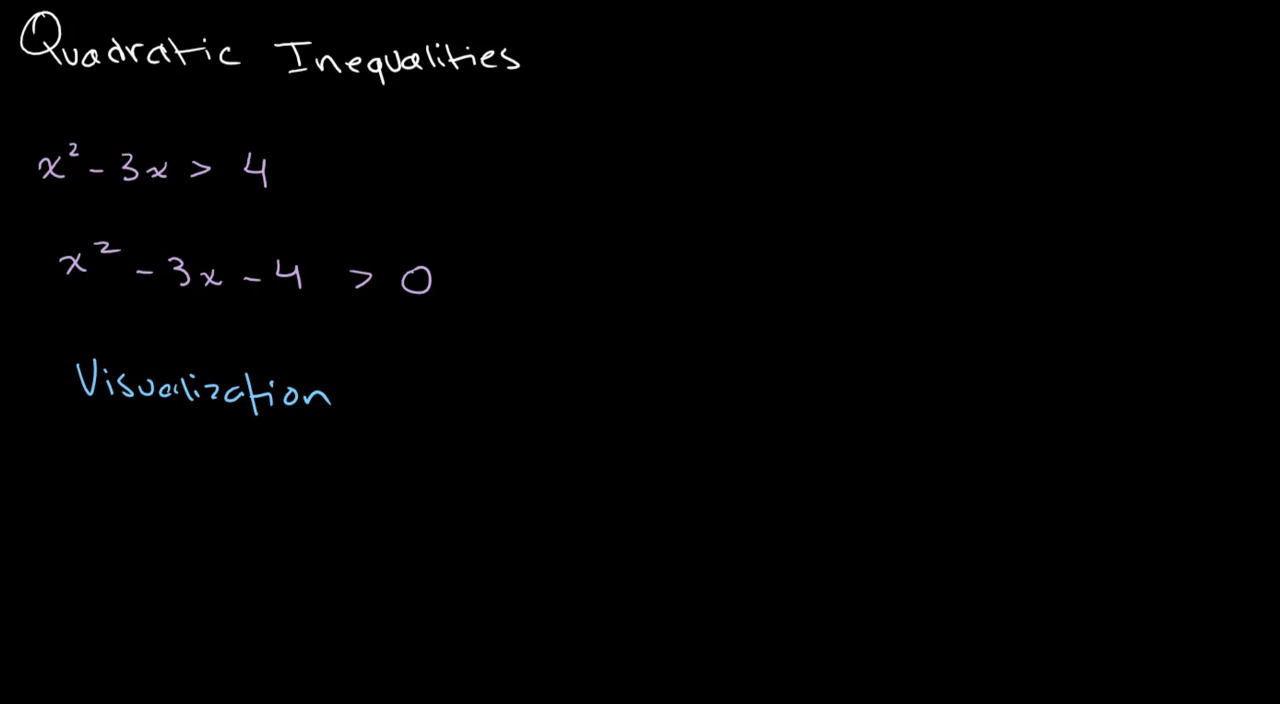 Quadratic Inequalities
x² - 3x > 4
x² - 3x - 4 > 0
Visualization